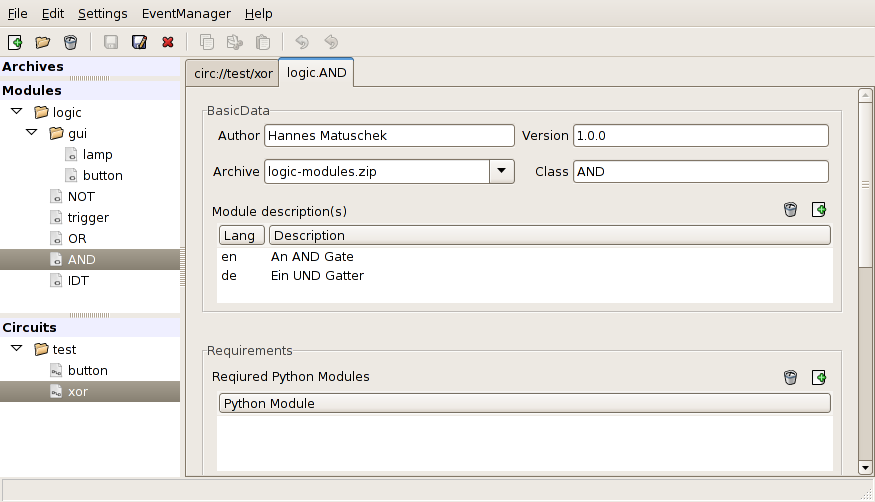 File Edit Settings EventManager Help
Archives
Modules
logic
gui
lamp
button
NOT
trigger
OR
AND
IDT
Circuits
test
button
xor
circ://test/xor logic.AND
BasicData
Author Hannes Matuschek Version 1.0.0
Archive logic-modules.zip Class AND
Module description(s)
Lang Description
en An AND Gate
de Ein UND Gatter
Requirements
Reqiured Python Modules
Python Module